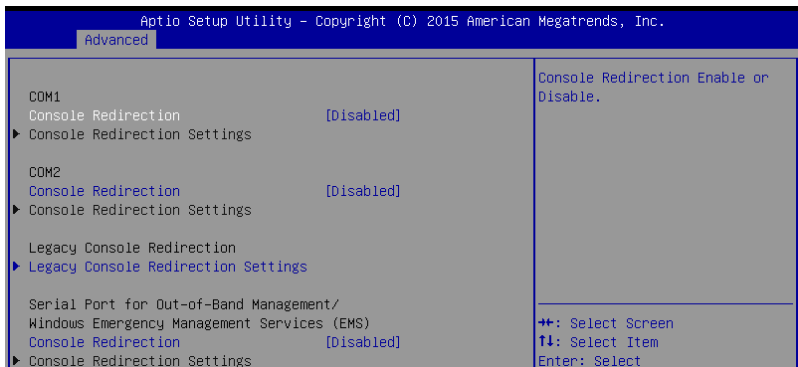 Aptio Setup Utility – Copyright (C) 2015 American Megatrends, Inc.
Advanced
COM1
Console Redirection [Disabled]
Console Redirection Settings
COM2
Console Redirection [Disabled]
Console Redirection Settings
Legacy Console Redirection
Legacy Console Redirection Settings
Serial Port for Out-of-Band Management/
Windows Emergency Management Services (EMS)
Console Redirection [Disabled]
Console Redirection Settings
Console Redirection Enable or
Disable.
→←: Select Screen
↑↓: Select Item
Enter: Select